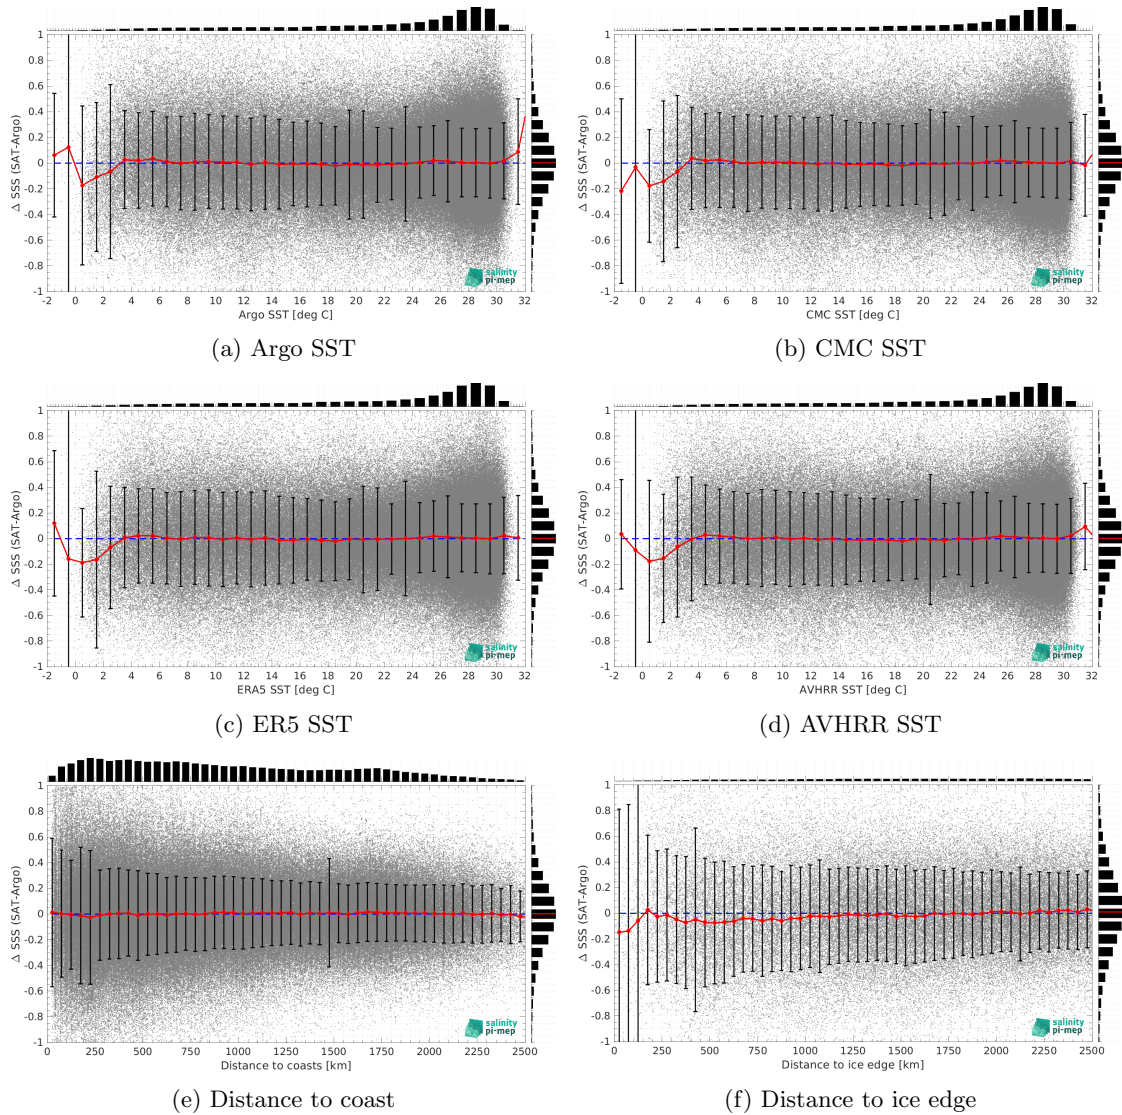 1
0.8
0.6
0.4
0.2
0
-0.2
-0.4
-0.6
-0.8
-1
Δ SSS (SAT-Argo)
salinity
pi-mep
-2 0 2 4 6 8 10 12 14 16 18 20 22 24 26 28 30 32
Argo SST [deg C]
(a) Argo SST
1
0.8
0.6
0.4
0.2
0
-0.2
-0.4
-0.6
-0.8
-1
Δ SSS (SAT-Argo)
salinity
pi-mep
-2 0 2 4 6 8 10 12 14 16 18 20 22 24 26 28 30 32
CMC SST [deg C]
(b) CMC SST
1
0.8
0.6
0.4
0.2
0
-0.2
-0.4
-0.6
-0.8
-1
Δ SSS (SAT-Argo)
salinity
pi-mep
-2 0 2 4 6 8 10 12 14 16 18 20 22 24 26 28 30 32
ERA5 SST [deg C]
(c) ER5 SST
1
0.8
0.6
0.4
0.2
0
-0.2
-0.4
-0.6
-0.8
-1
Δ SSS (SAT-Argo)
salinity
pi-mep
-2 0 2 4 6 8 10 12 14 16 18 20 22 24 26 28 30 32
AVHRR SST [deg C]
(d) AVHRR SST
1
0.8
0.6
0.4
0.2
0
-0.2
-0.4
-0.6
-0.8
-1
Δ SSS (SAT-Argo)
salinity
pi-mep
0 250 500 750 1000 1250 1500 1750 2000 2250 2500
Distance to coasts [km]
(e) Distance to coast
1
0.8
0.6
0.4
0.2
0
-0.2
-0.4
-0.6
-0.8
-1
Δ SSS (SAT-Argo)
salinity
pi-mep
0 250 500 750 1000 1250 1500 1750 2000 2250 2500
Distance to ice edge [km]
(f) Distance to ice edge